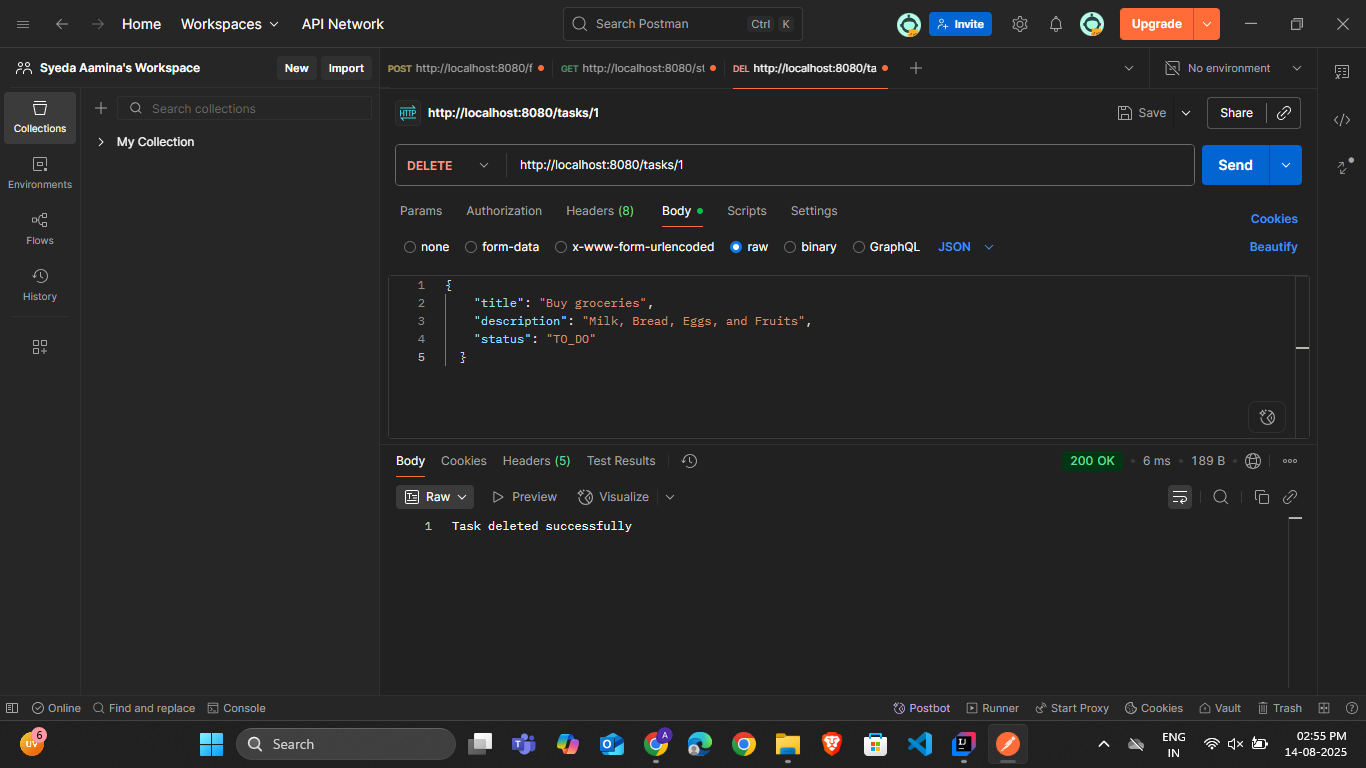 Home Workspaces API Network Search Postman Ctrl K Invite Upgrade
Syeda Aamina's Workspace New Import
POST http://localhost:8080/f GET http://localhost:8080/st DEL http://localhost:8080/ta No environment
Collections
Environments
Flows
History
Search collections
My Collection
HTTP http://localhost:8080/tasks/1 Save Share
DELETE http://localhost:8080/tasks/1 Send
Params Authorization Headers (8) Body Scripts Settings Cookies
none form-data x-www-form-urlencoded raw binary GraphQL JSON Beautify
1 {
2 "title": "Buy groceries",
3 "description": "Milk, Bread, Eggs, and Fruits",
4 "status": "TO_DO"
5 }
Body Cookies Headers (5) Test Results 200 OK • 6 ms • 189 B
Raw Preview Visualize
1 Task deleted successfully
Online Find and replace Console Postbot Runner Start Proxy Cookies Vault Trash
UV 6 Search A ENG 02:55 PM
IN 14-08-2025